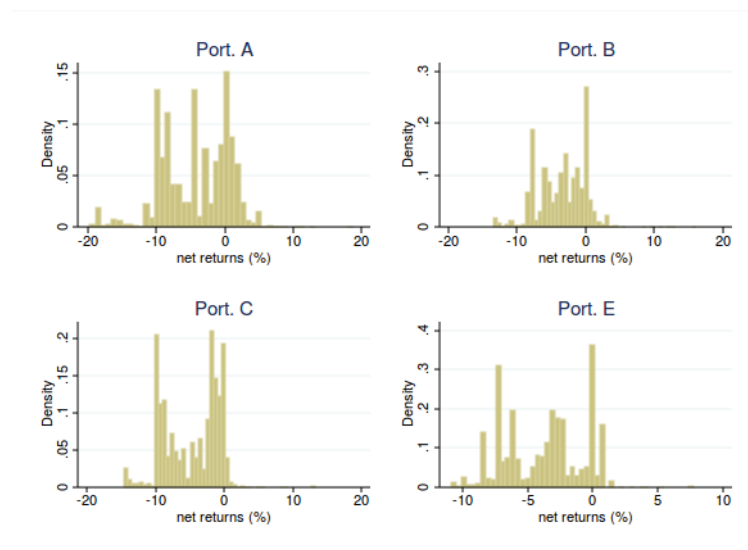 Port. A
Density
.15
.1
.05
0
-20 -10 0 10 20
net returns (%)
Port. B
Density
.3
.2
.1
0
-20 -10 0 10 20
net returns (%)
Port. C
Density
.2
.15
.1
.05
0
-20 -10 0 10 20
net returns (%)
Port. E
Density
.4
.3
.2
.1
0
-10 -5 0 5 10
net returns (%)